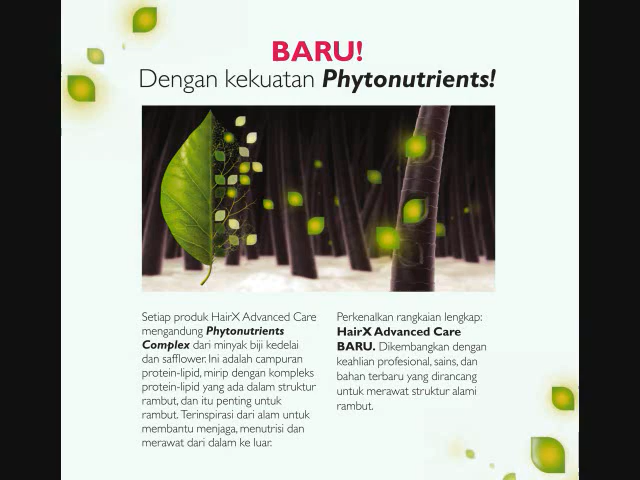 BARU!
Dengan kekuatan Phytonutrients!
Setiap produk HairX Advanced Care
mengandung Phytonutrients
Complex dari minyak biji kedelai
dan safflower. Ini adalah campuran
protein-lipid, mirip dengan kompleks
protein-lipid yang ada dalam struktur
rambut, dan itu penting untuk
rambut. Terinspirasi dari alam untuk
membantu menjaga, menutrisi dan
merawat dari dalam ke luar.
Perkenalkan rangkaian lengkap:
HairX Advanced Care
BARU. Dikembangkan dengan
keahlian profesional, sains, dan
bahan terbaru yang dirancang
untuk merawat struktur alami
rambut.